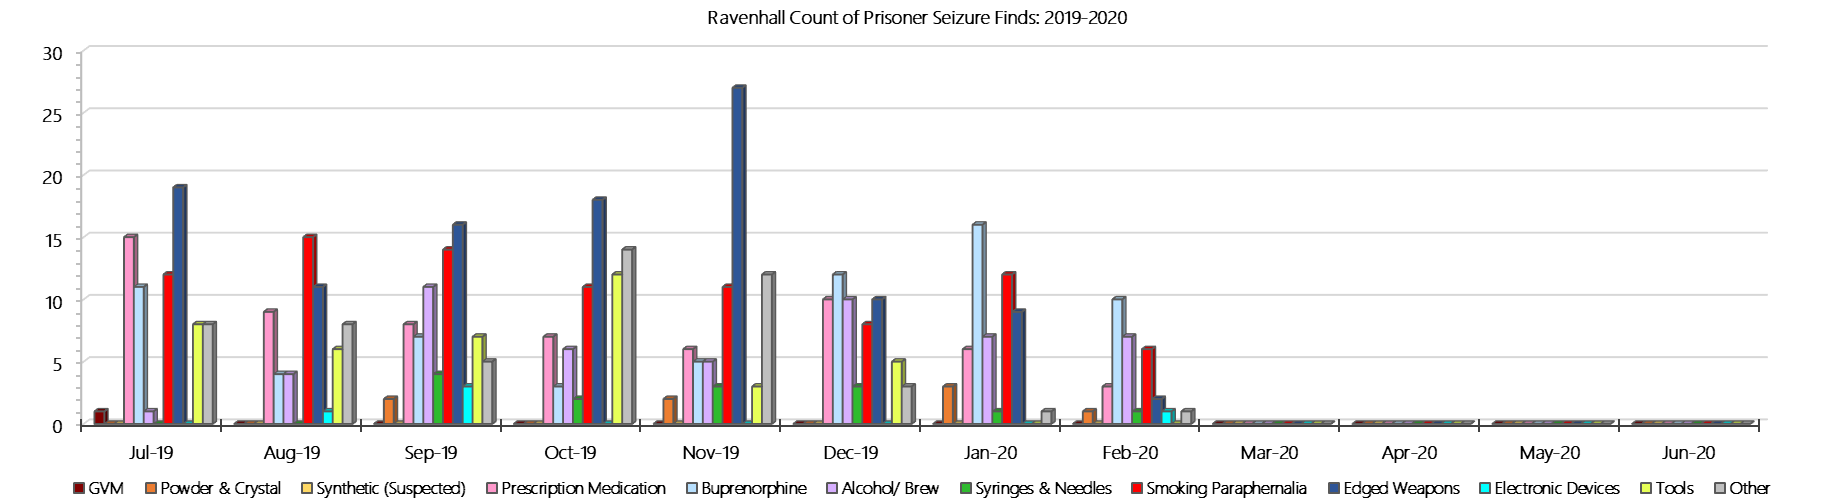 Ravenhall Count of Prisoner Seizure Finds: 2019-2020
30
25
20
15
10
5
0
Jul-19 Aug-19 Sep-19 Oct-19 Nov-19 Dec-19 Jan-20 Feb-20 Mar-20 Apr-20 May-20 Jun-20
GVM Powder & Crystal Synthetic (Suspected) Prescription Medication Buprenorphine Alcohol/ Brew Syringes & Needles Smoking Paraphernalia Edged Weapons Electronic Devices Tools Other